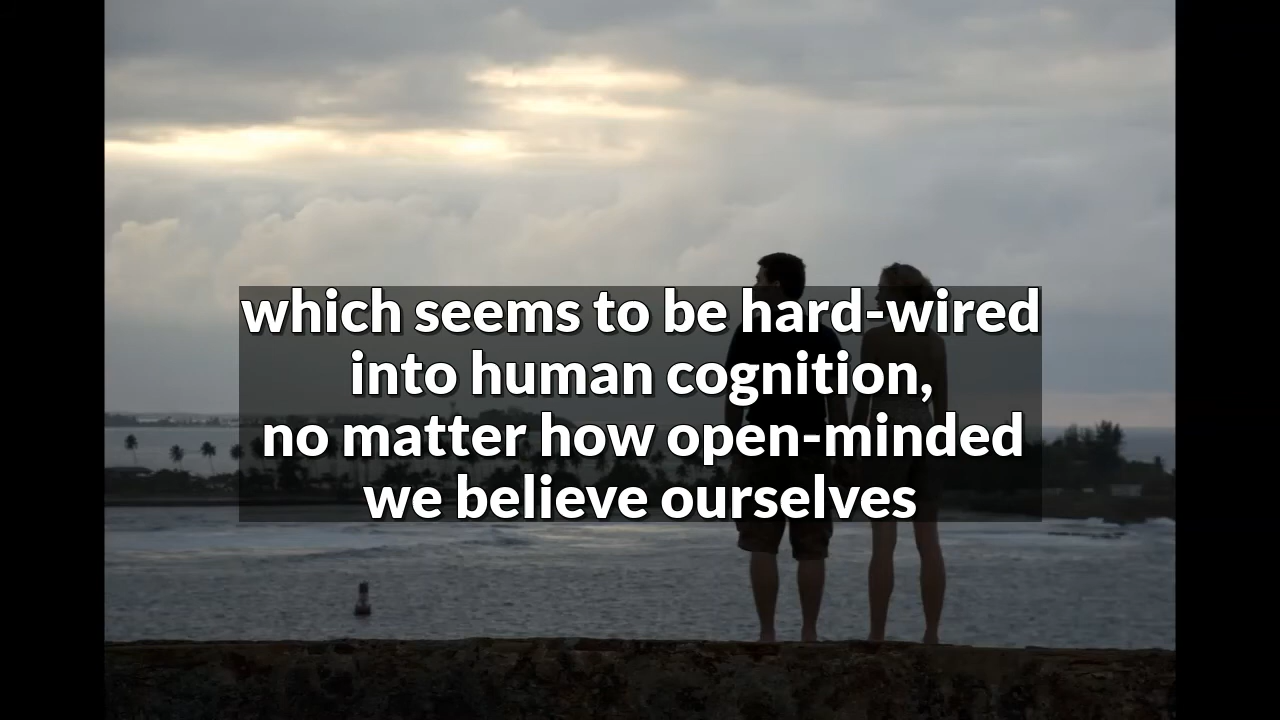 which seems to be hard-wired
into human cognition,
no matter how open-minded
we believe ourselves